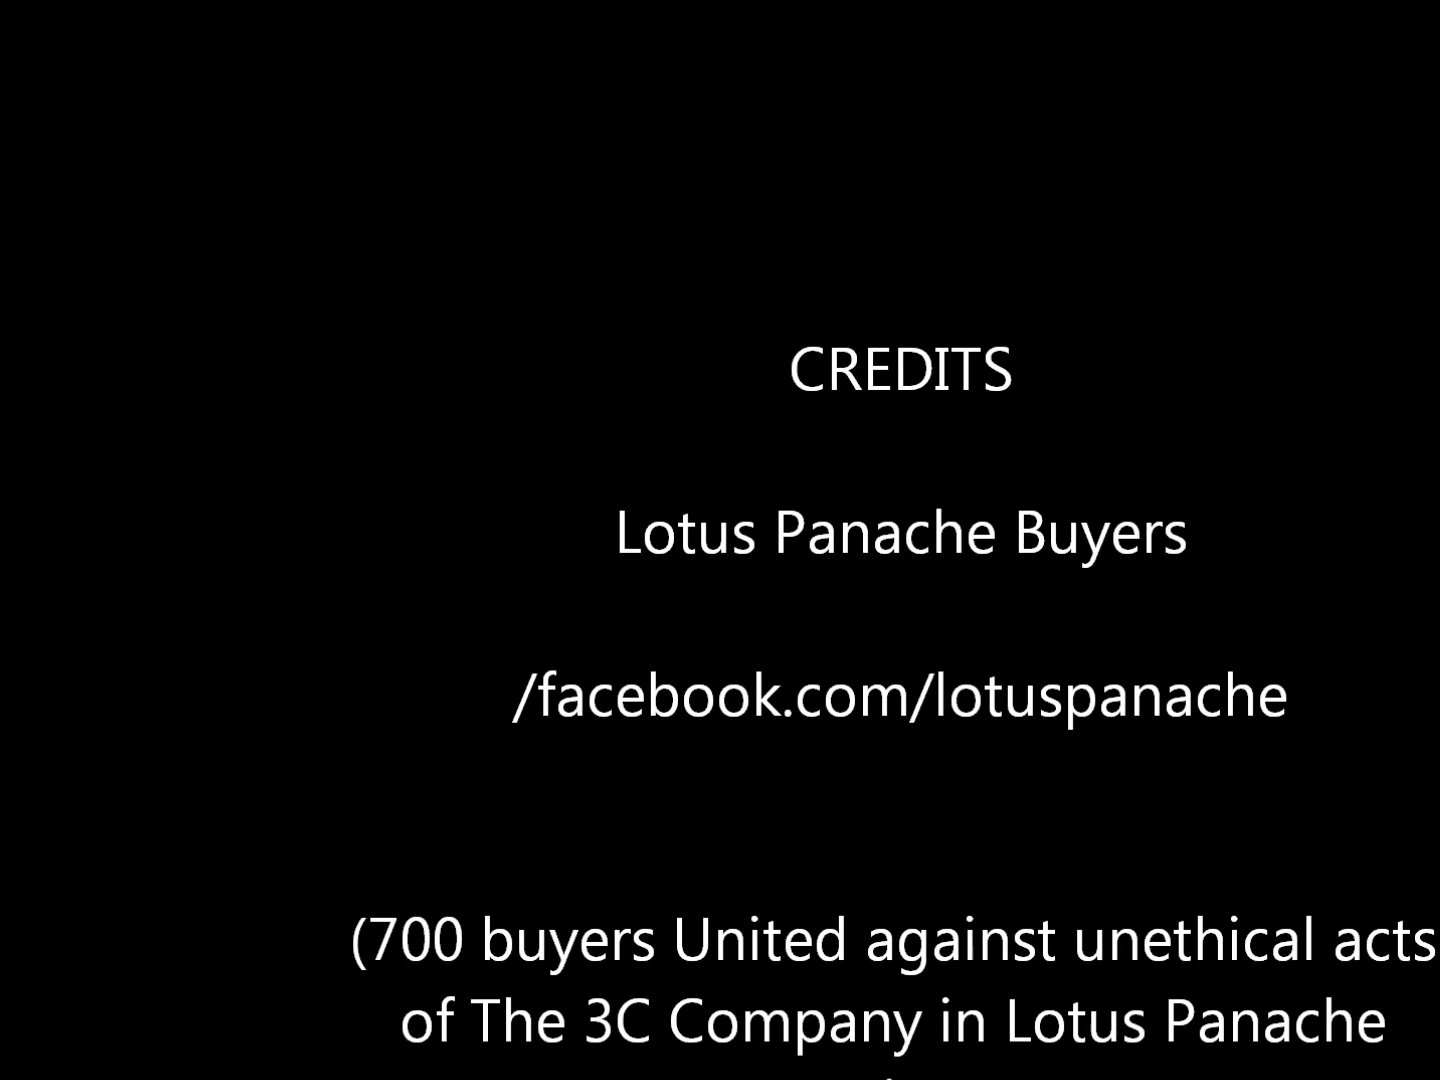 CREDITS
Lotus Panache Buyers
/facebook.com/lotuspanache
(700 buyers United against unethical acts
of The 3C Company in Lotus Panache